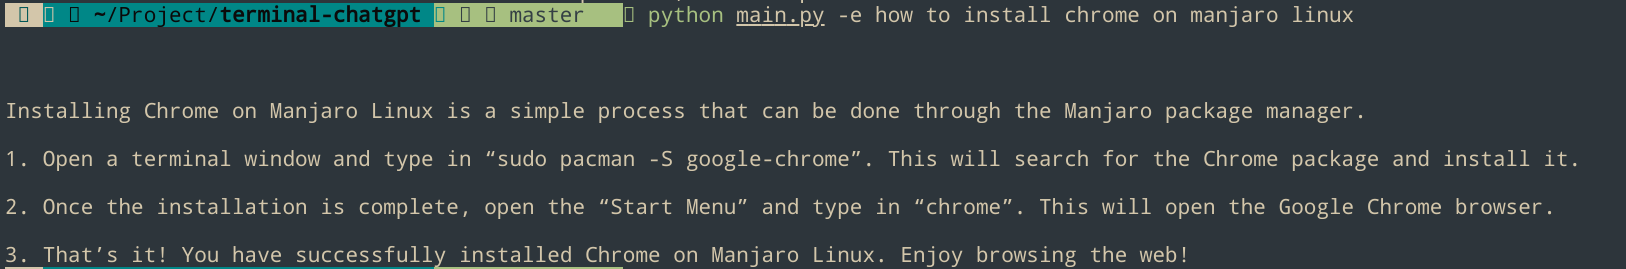 ~/Project/terminal-chatgpt master python main.py -e how to install chrome on manjaro linux
Installing Chrome on Manjaro Linux is a simple process that can be done through the Manjaro package manager.
1. Open a terminal window and type in “sudo pacman -S google-chrome”. This will search for the Chrome package and install it.
2. Once the installation is complete, open the “Start Menu” and type in “chrome”. This will open the Google Chrome browser.
3. That’s it! You have successfully installed Chrome on Manjaro Linux. Enjoy browsing the web!